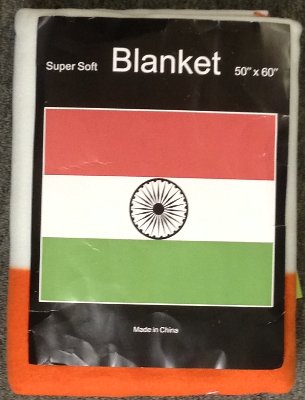 Super Soft Blanket 50" x 60"
Made in China